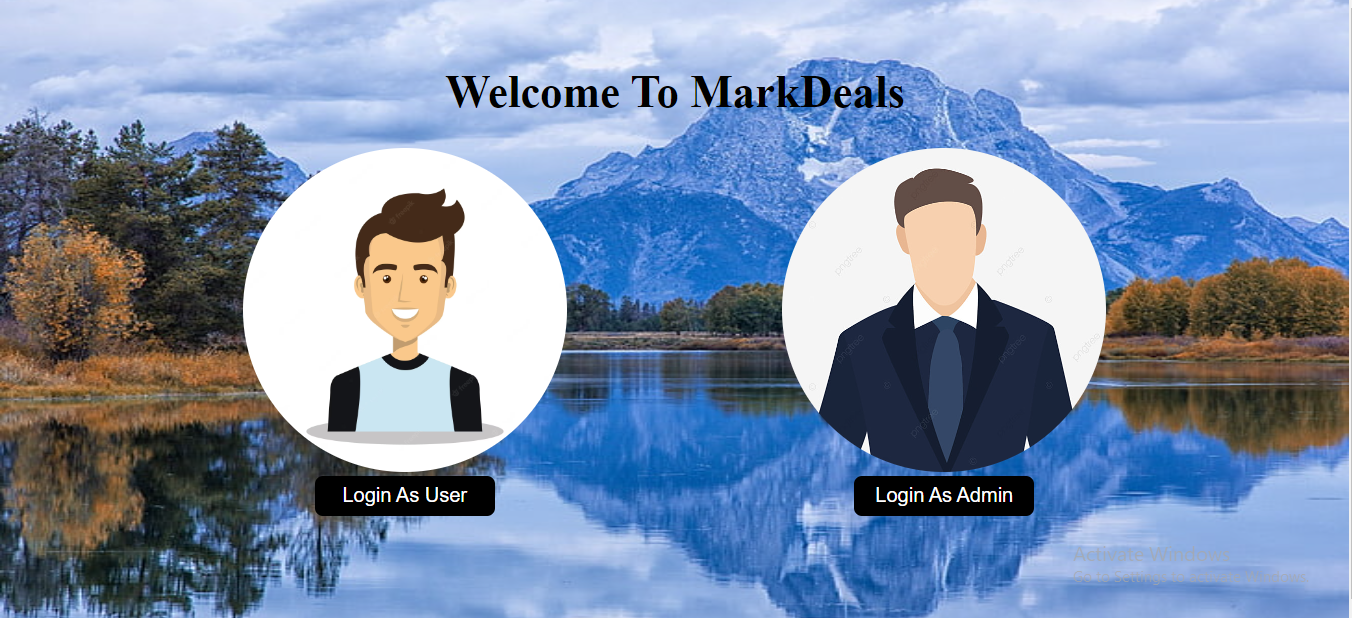 Welcome To MarkDeals
Login As User
Login As Admin
Activate Windows
Go to Settings to activate Windows.